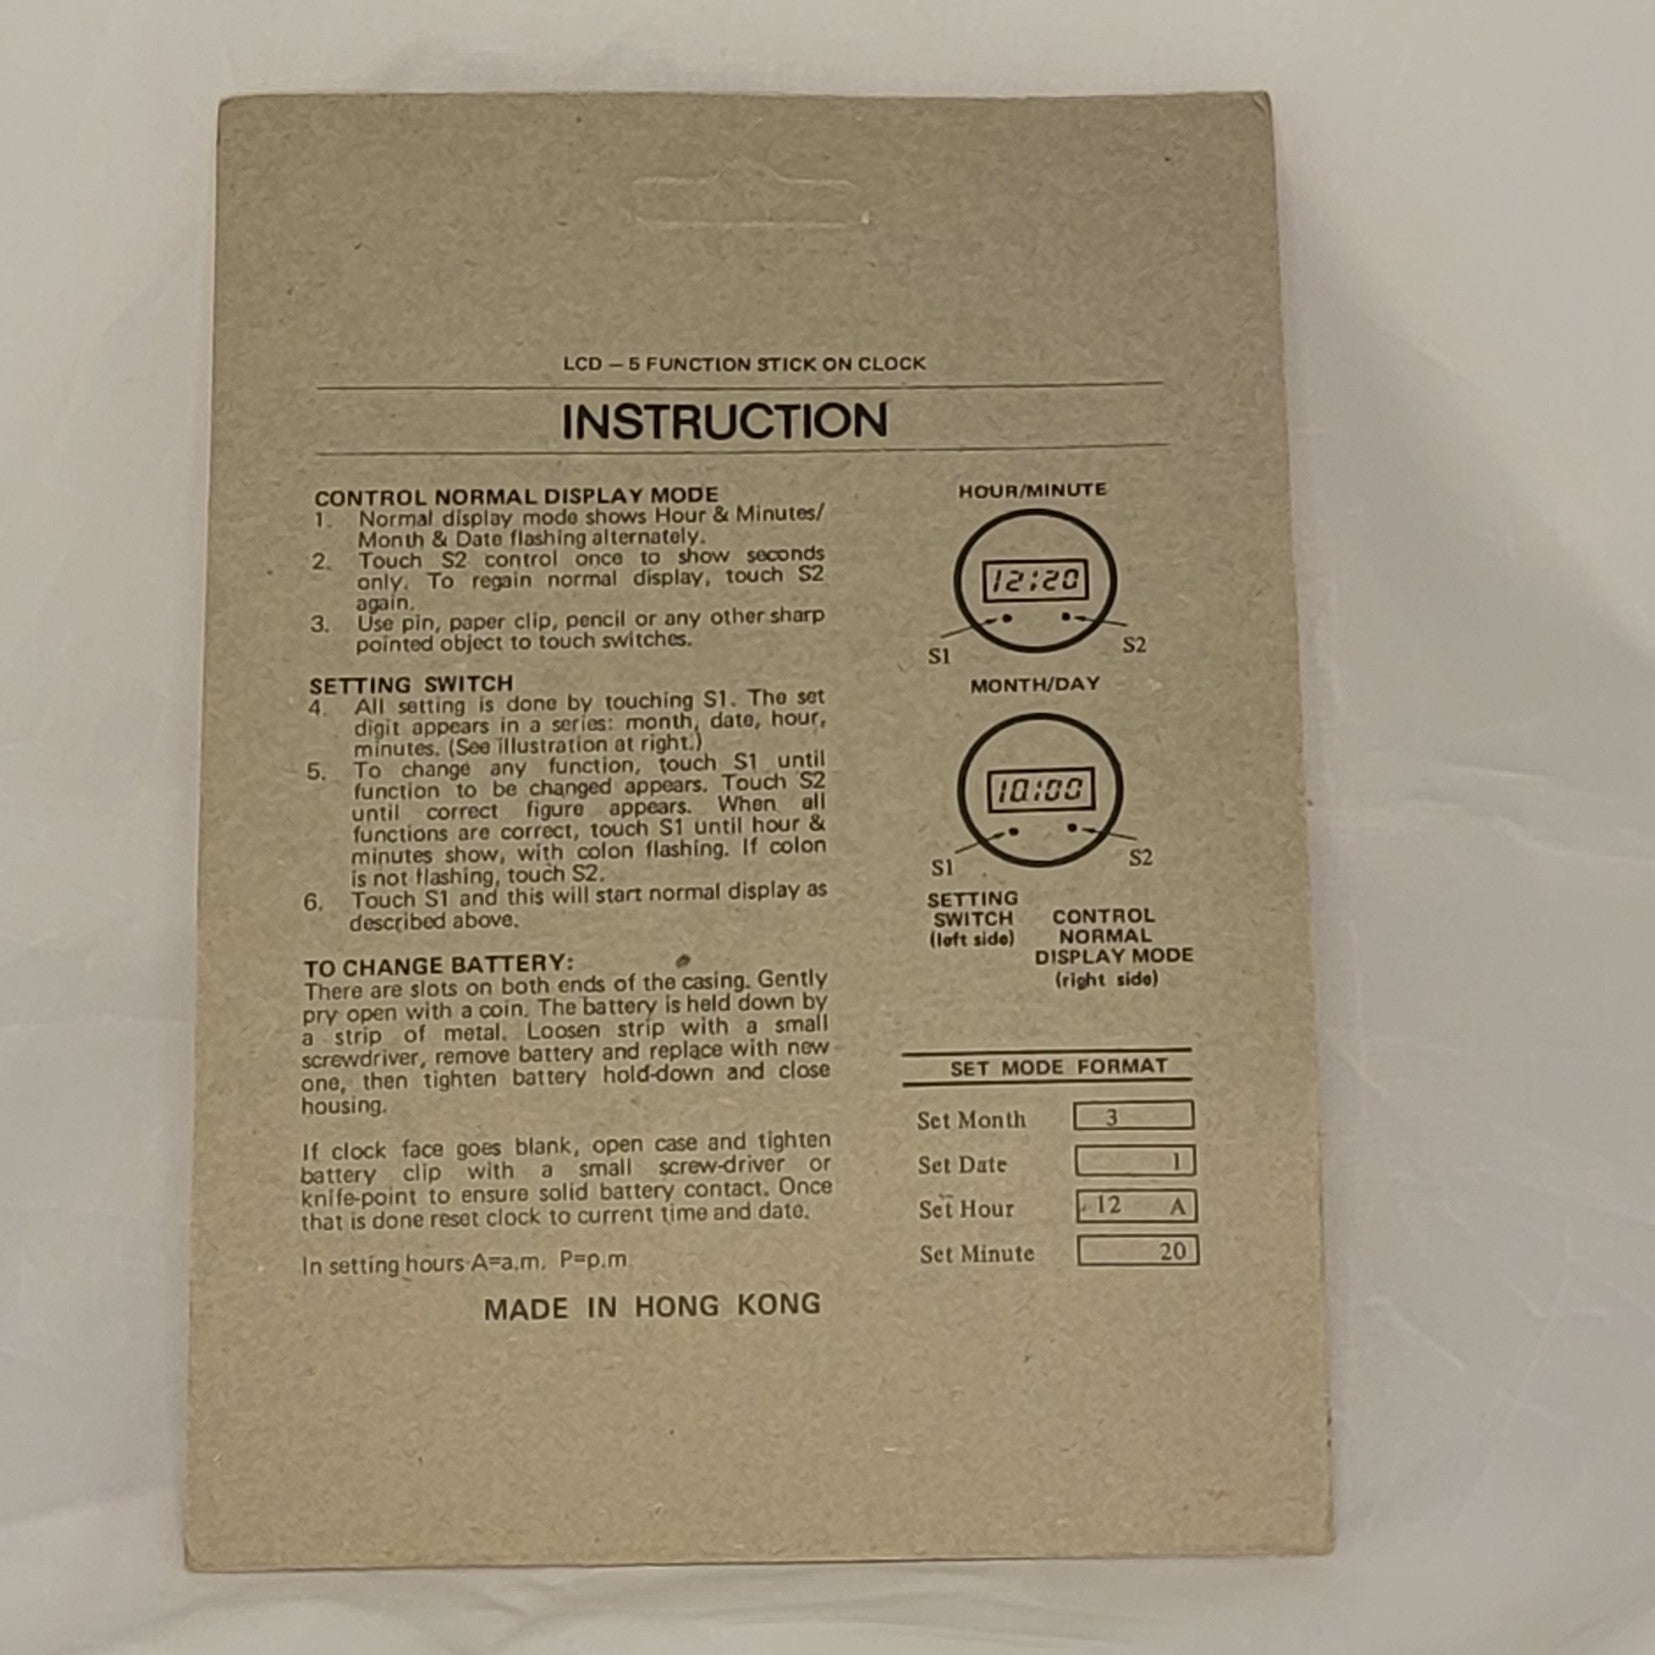 LCD – 5 FUNCTION STICK ON CLOCK
INSTRUCTION
CONTROL NORMAL DISPLAY MODE
1. Normal display mode shows Hour & Minutes/
Month & Date flashing alternately.
2. Touch S2 control once to show seconds
only. To regain normal display, touch S2
again.
3. Use pin, paper clip, pencil or any other sharp
pointed object to touch switches.
SETTING SWITCH
4. All setting is done by touching S1. The set
digit appears in a series: month, date, hour,
minutes. (See illustration at right.)
5. To change any function, touch S1 until
function to be changed appears. Touch S2
until correct figure appears. When all
functions are correct, touch S1 until hour &
minutes show, with colon flashing. If colon
is not flashing, touch S2.
6. Touch S1 and this will start normal display as
described above.
TO CHANGE BATTERY:
There are slots on both ends of the casing. Gently
pry open with a coin. The battery is held down by
a strip of metal. Loosen strip with a small
screwdriver, remove battery and replace with new
one, then tighten battery hold-down and close
housing.
If clock face goes blank, open case and tighten
battery clip with a small screw-driver or
knife-point to ensure solid battery contact. Once
that is done reset clock to current time and date.
In setting hours A=a.m. P=p.m
MADE IN HONG KONG
HOUR/MINUTE
12:20
S1 S2
MONTH/DAY
10:00
S1 S2
SETTING
SWITCH
(left side)
CONTROL
NORMAL
DISPLAY MODE
(right side)
SET MODE FORMAT
Set Month 3
Set Date 1
Set Hour 12 A
Set Minute 20